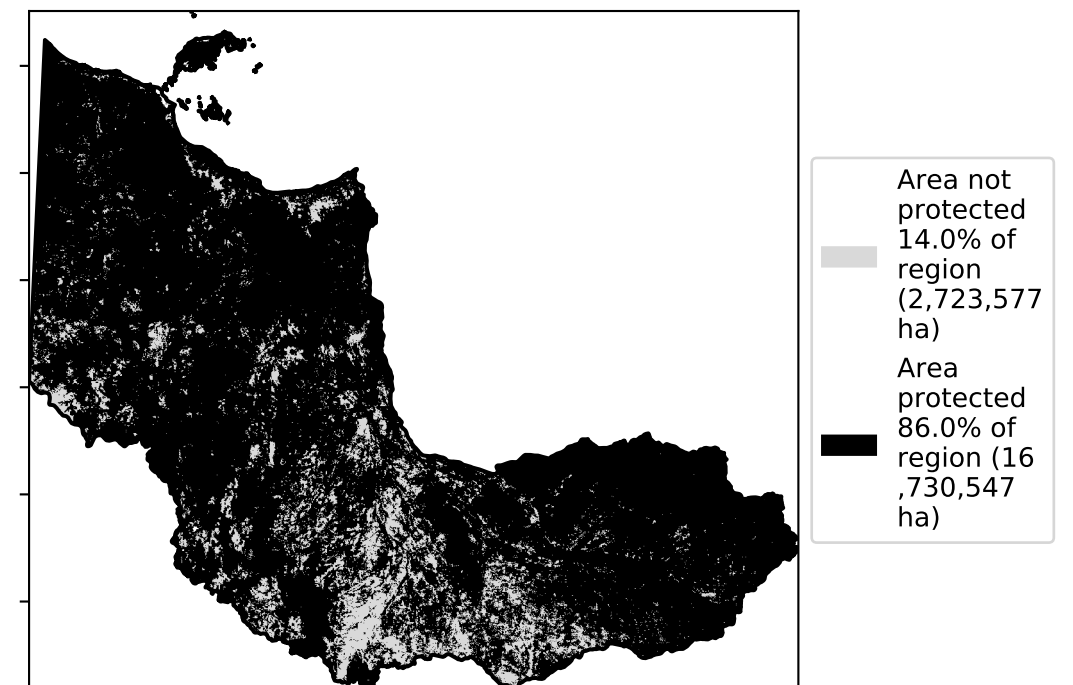 Area not
protected
14.0% of
region
(2,723,577
ha)
Area
protected
86.0% of
region (16
,730,547
ha)